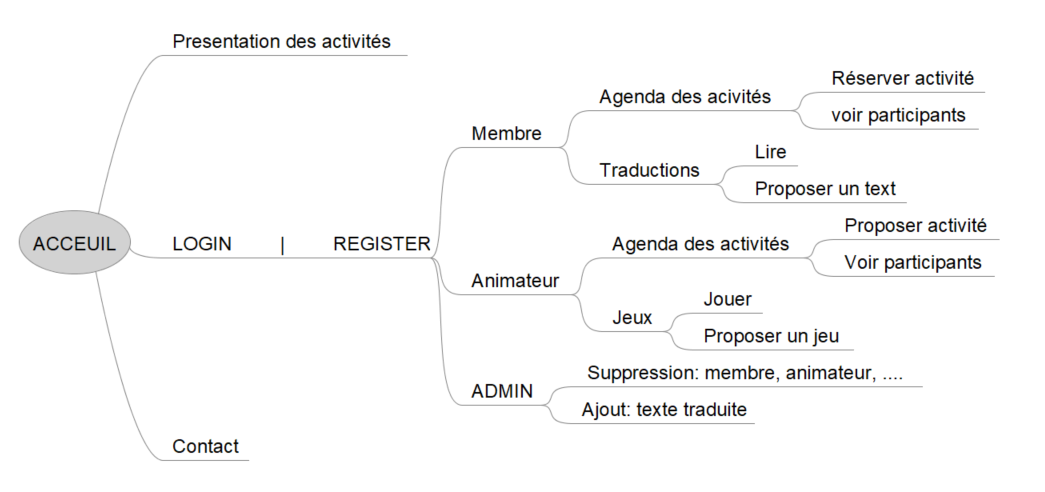 Presentation des activités
Réserver activité
Agenda des acivités
voir participants
Membre
Lire
Traductions
Proposer un text
ACCEUIL
LOGIN | REGISTER
Proposer activité
Agenda des activités
Voir participants
Animateur
Jouer
Jeux
Proposer un jeu
Suppression: membre, animateur, ....
ADMIN
Ajout: texte traduite
Contact